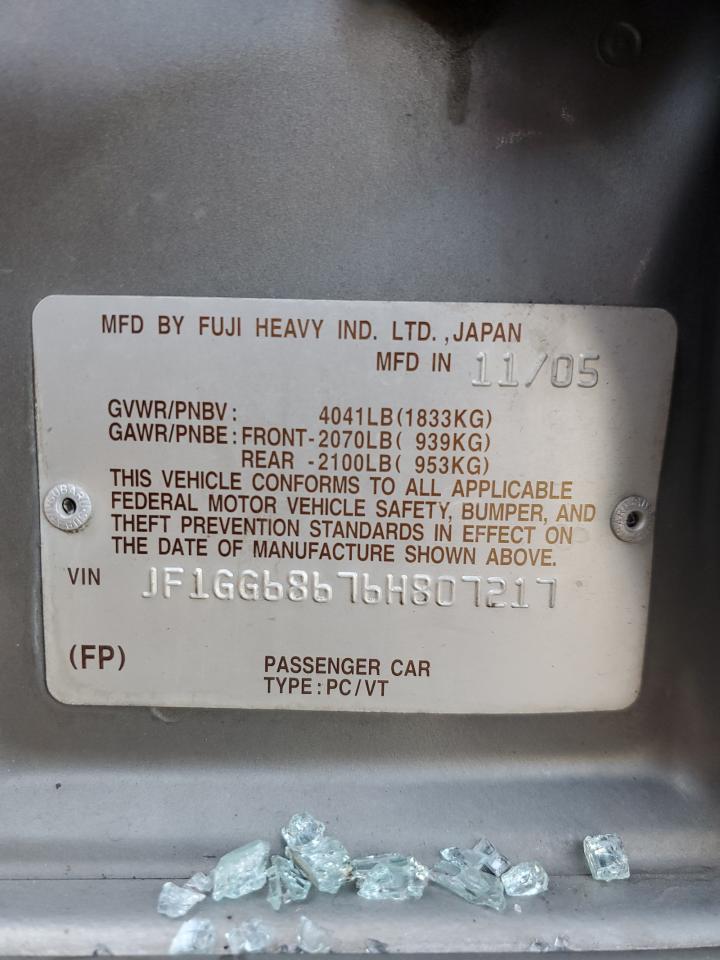 MFD BY FUJI HEAVY IND. LTD.,JAPAN
MFD IN 11/05
GVWR/PNBV: 4041LB(1833KG)
GAWR/PNBE:FRONT-2070LB( 939KG)
REAR -2100LB( 953KG)
THIS VEHICLE CONFORMS TO ALL APPLICABLE
FEDERAL MOTOR VEHICLE SAFETY, BUMPER, AND
THEFT PREVENTION STANDARDS IN EFFECT ON
THE DATE OF MANUFACTURE SHOWN ABOVE.
VIN JF1GG68676H807217
(FP) PASSENGER CAR
TYPE:PC/VT
SUBARU